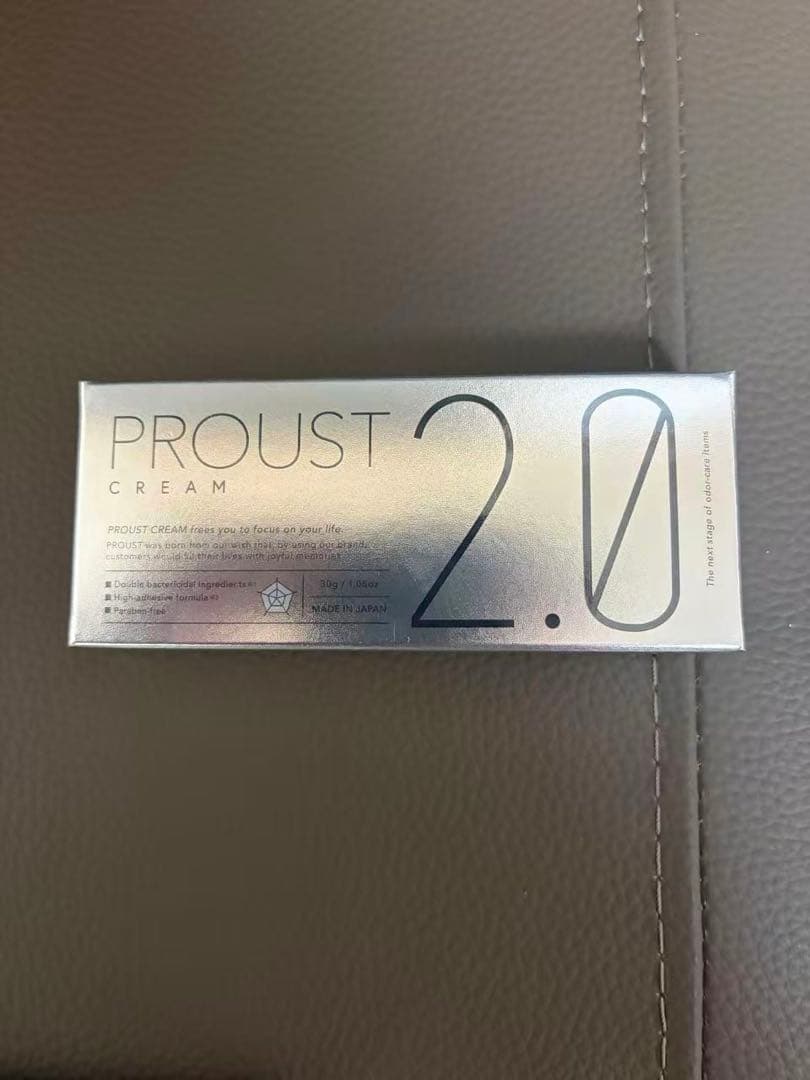 PROUST
CREAM
2.0
PROUST CREAM frees you to focus on your life.
PROUST was born from our wish that, by using our brand,
customers would fill their lives with joyful memories.
■ Double bactericidal ingredients※1
■ High-adhesive formula※2
■ Paraben-free
30g / 1.06oz
MADE IN JAPAN
The next stage of odor-care items